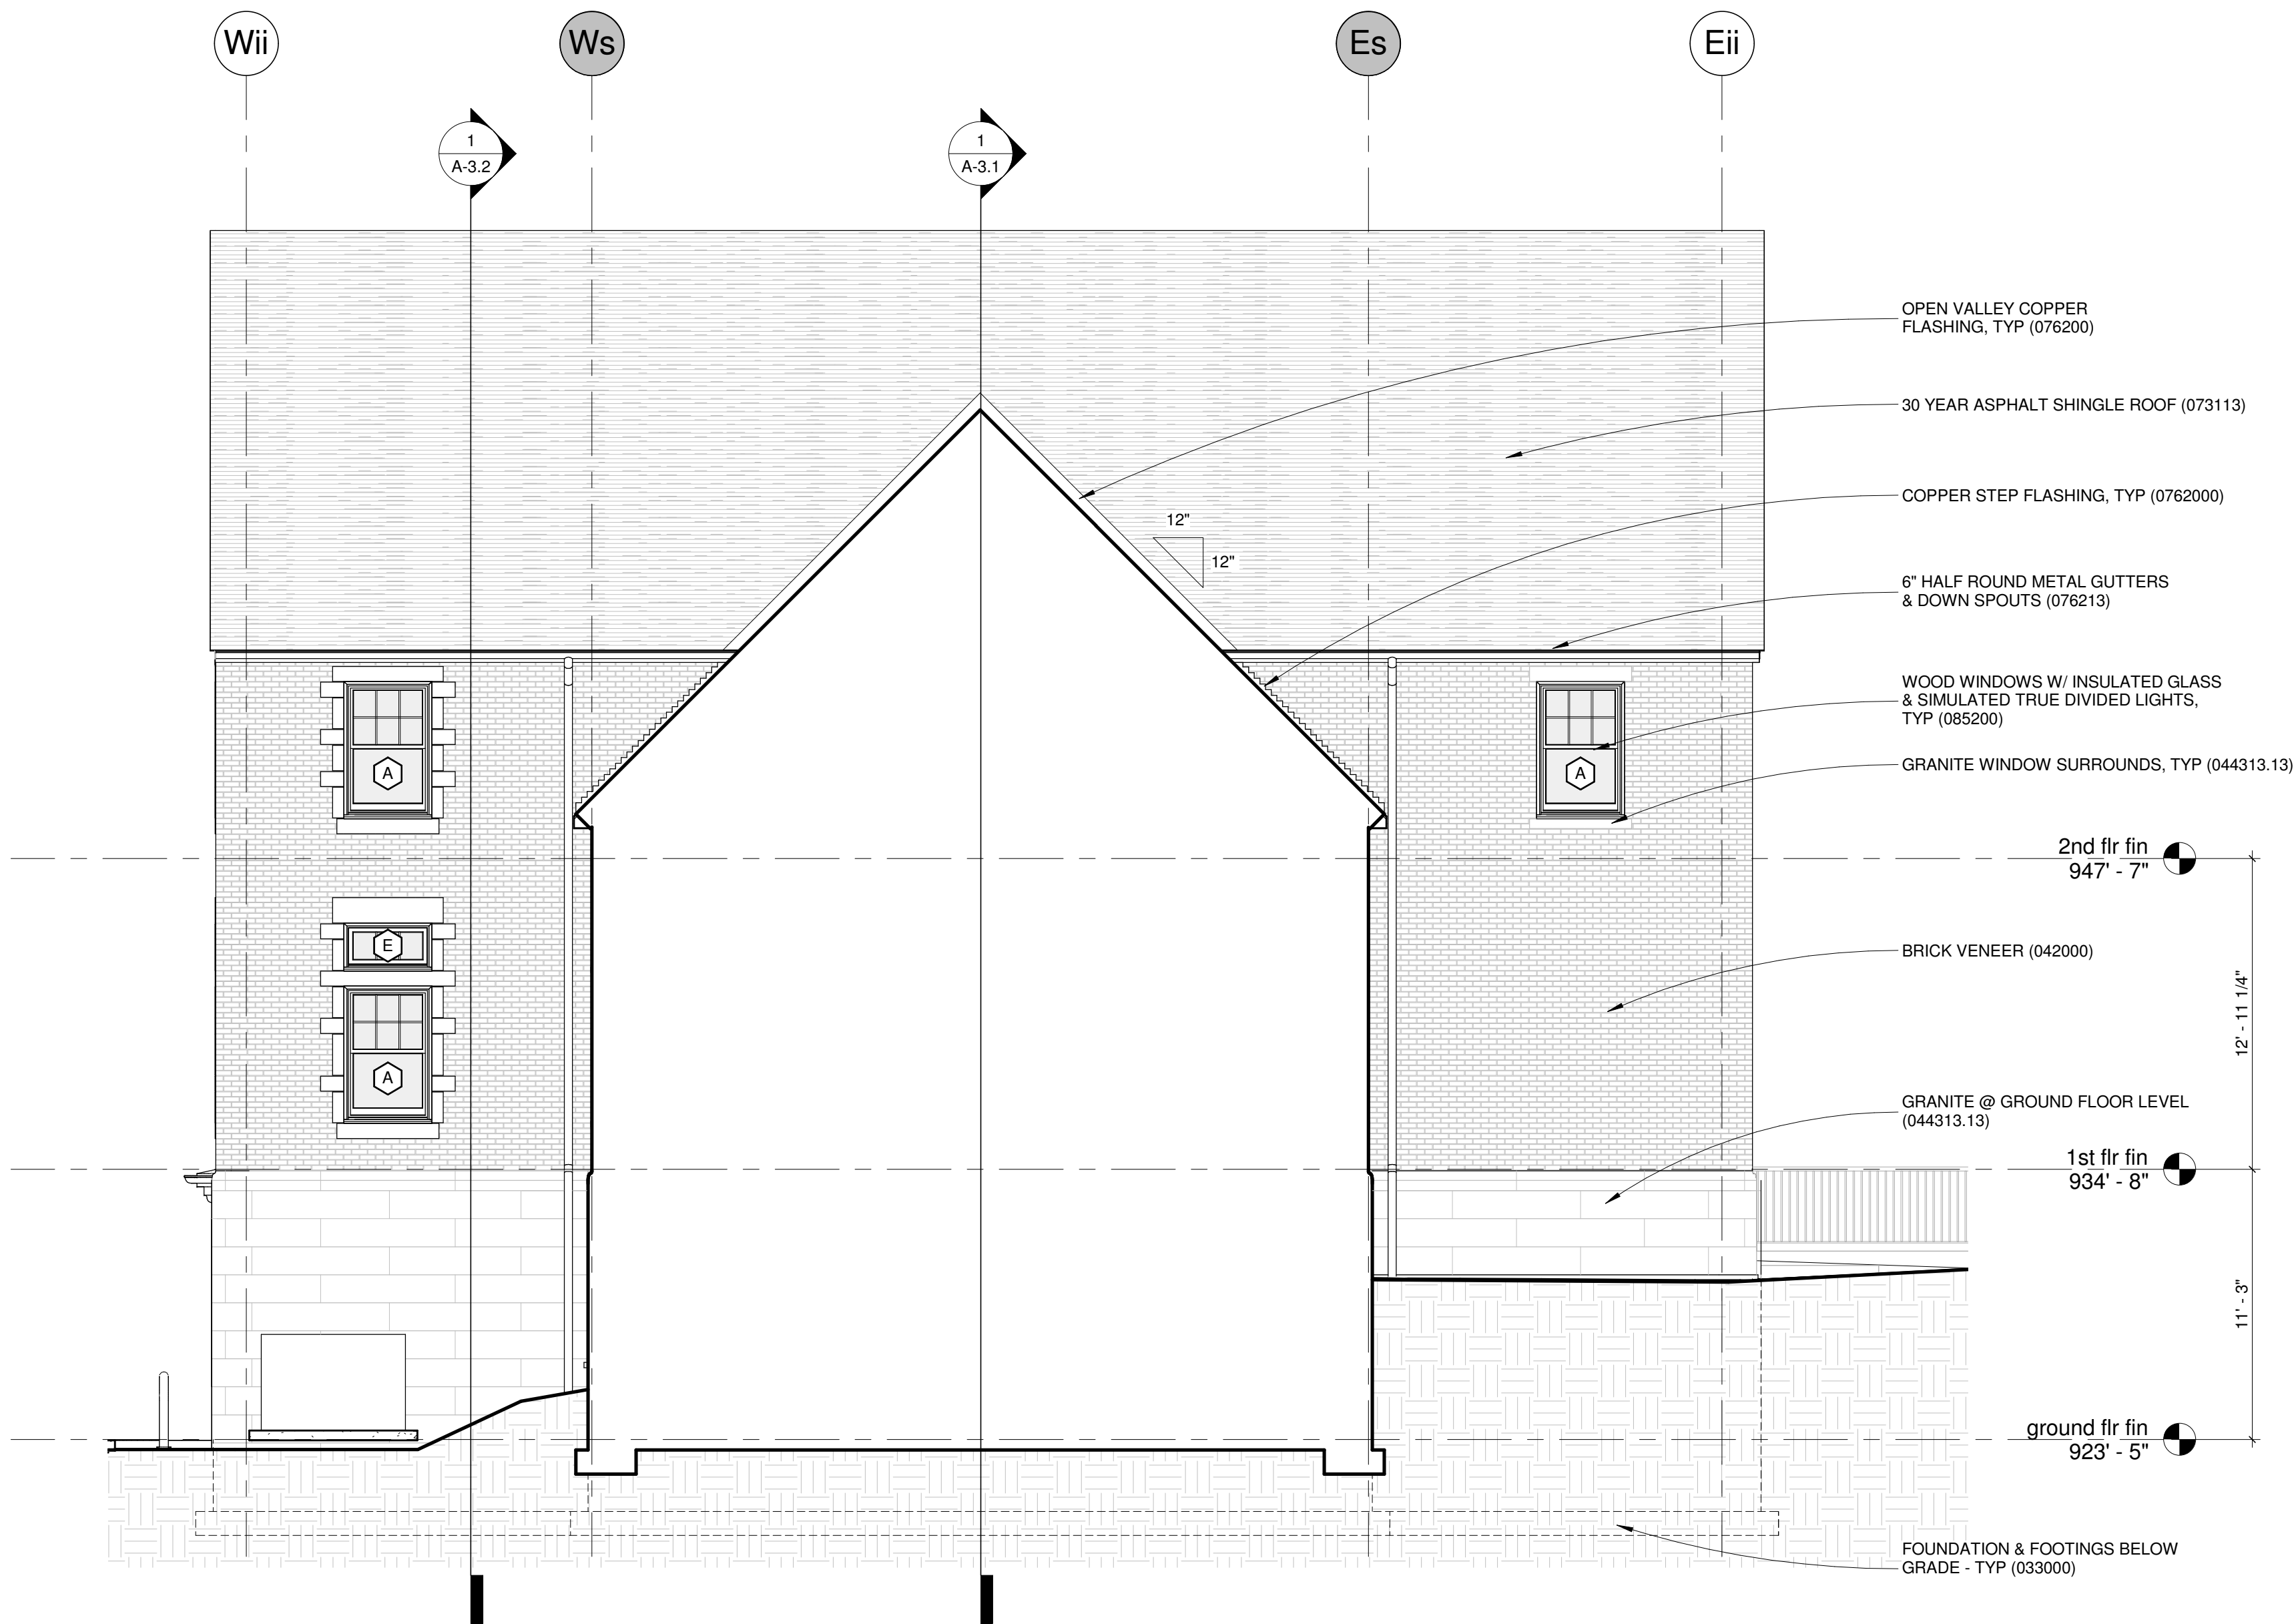 Wii
Ws
Es
Eii
1
A-3.2
1
A-3.1
OPEN VALLEY COPPER
FLASHING, TYP (076200)
30 YEAR ASPHALT SHINGLE ROOF (073113)
COPPER STEP FLASHING, TYP (0762000)
12"
12"
6" HALF ROUND METAL GUTTERS
& DOWN SPOUTS (076213)
WOOD WINDOWS W/ INSULATED GLASS
& SIMULATED TRUE DIVIDED LIGHTS,
TYP (085200)
A
A
GRANITE WINDOW SURROUNDS, TYP (044313.13)
2nd flr fin
947' - 7"
E
BRICK VENEER (042000)
12' - 11 1/4"
A
GRANITE @ GROUND FLOOR LEVEL
(044313.13)
1st flr fin
934' - 8"
11' - 3"
ground flr fin
923' - 5"
FOUNDATION & FOOTINGS BELOW
GRADE - TYP (033000)